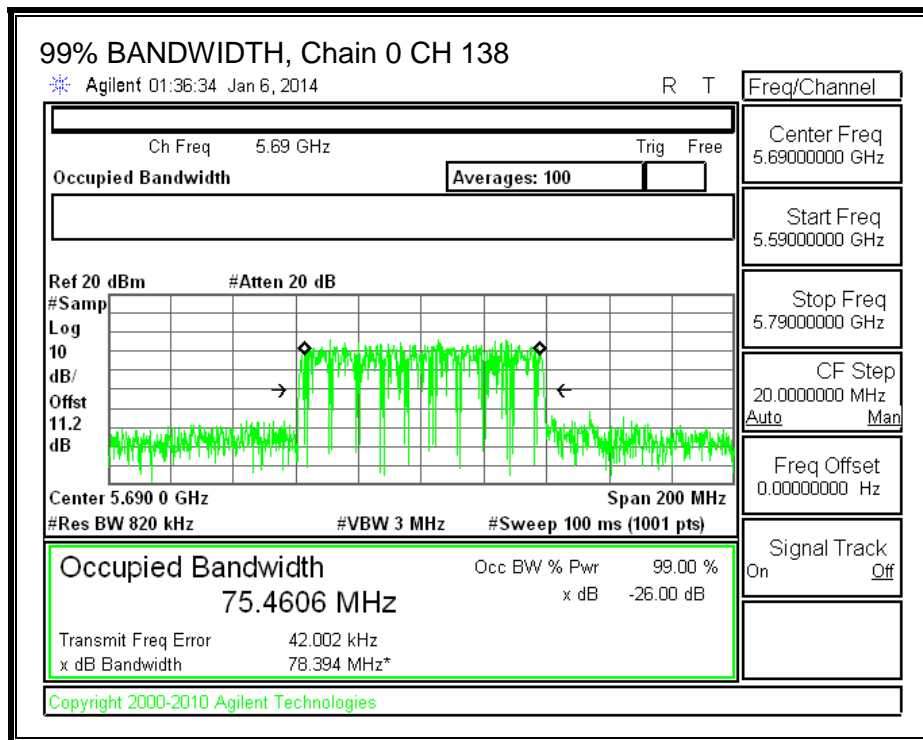 99% BANDWIDTH, Chain 0 CH 138
Agilent 01:36:34 Jan 6, 2014 R T
Ch Freq 5.69 GHz Trig Free
Occupied Bandwidth Averages: 100
Ref 20 dBm #Atten 20 dB
#Samp
Log
10
dB/
Offst
11.2
dB
Center 5.690 0 GHz Span 200 MHz
#Res BW 820 kHz #VBW 3 MHz #Sweep 100 ms (1001 pts)
Occupied Bandwidth Occ BW % Pwr 99.00 %
75.4606 MHz x dB -26.00 dB
Transmit Freq Error 42.002 kHz
x dB Bandwidth 78.394 MHz*
Copyright 2000-2010 Agilent Technologies
Freq/Channel
Center Freq
5.69000000 GHz
Start Freq
5.59000000 GHz
Stop Freq
5.79000000 GHz
CF Step
20.0000000 MHz
Auto Man
Freq Offset
0.00000000 Hz
Signal Track
On Off